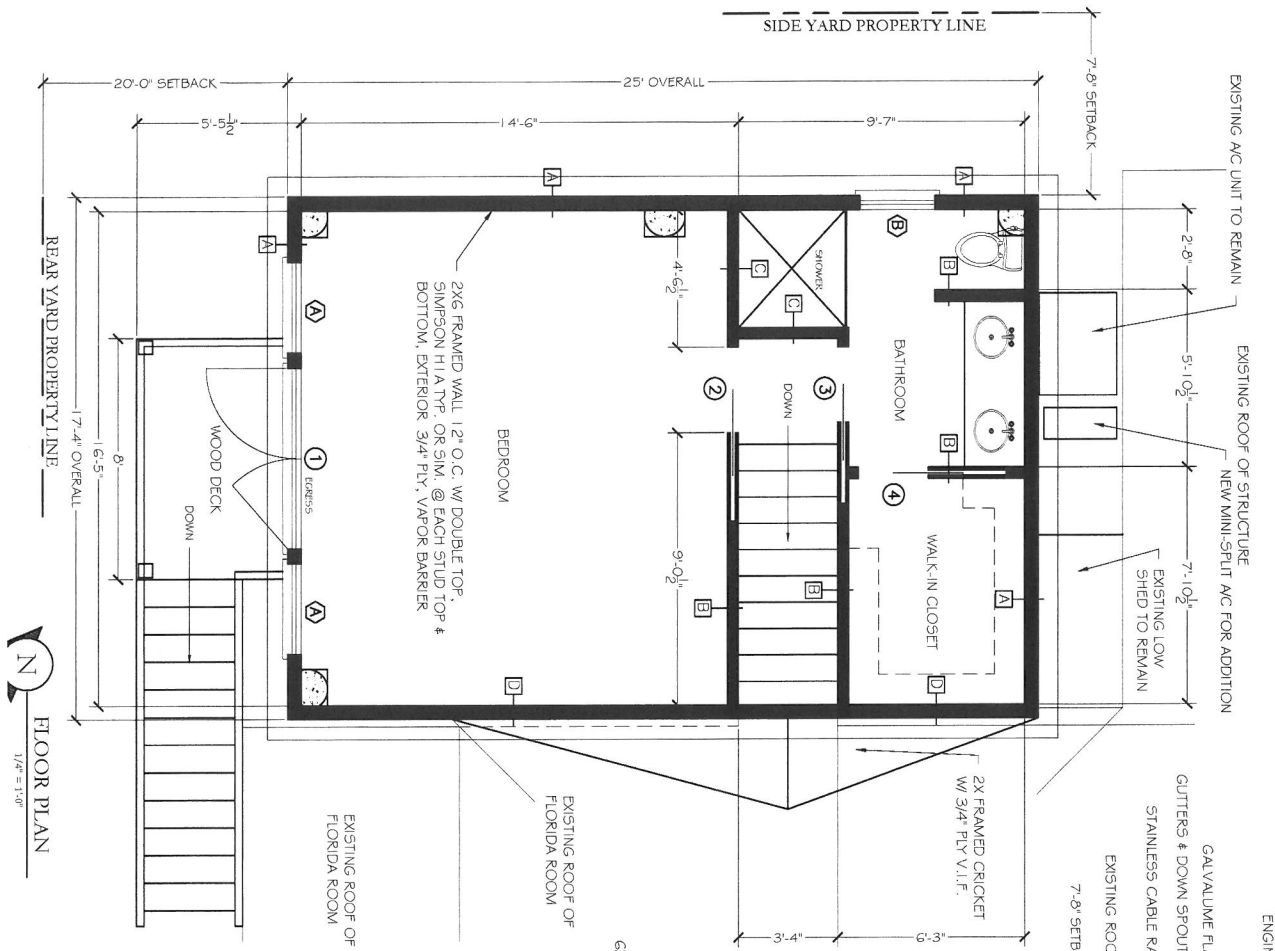 SIDE YARD PROPERTY LINE
20'-0" SETBACK
25' OVERALL
7'-8" SETBACK
5'-5 1/2"
14'-6"
9'-7"
EXISTING A/C UNIT TO REMAIN
EXISTING ROOF OF STRUCTURE
NEW MINI-SPLIT A/C FOR ADDITION
EXISTING LOW
SHED TO REMAIN
2'-8"
5'-10 1/2"
7'-10 1/2"
A
A
A
B
B
C
C
SHOWER
4'-6 1/2"
BATHROOM
2
3
DOWN
B
4
WALK-IN CLOSET
A
9'-0 1/2"
B
B
D
D
2X6 FRAMED WALL 12" O.C. W/ DOUBLE TOP,
SIMPSON H1A TYP. OR SIM. @ EACH STUD TOP &
BOTTOM, EXTERIOR 3/4" PLY, VAPOR BARRIER
BEDROOM
A
1
EGRESS
A
WOOD DECK
DOWN
8'
16'-5"
17'-4" OVERALL
REAR YARD PROPERTY LINE
N
FLOOR PLAN
1/4" = 1'-0"
2X FRAMED CRICKET
W/ 3/4" PLY V.I.F.
EXISTING ROOF OF
FLORIDA ROOM
EXISTING ROOF OF
FLORIDA ROOM
3'-4"
6'-3"
6
ENGIN
GALVALUME FL
GUTTERS & DOWN SPOUT
STAINLESS CABLE RA
EXISTING ROO
7'-8" SETB